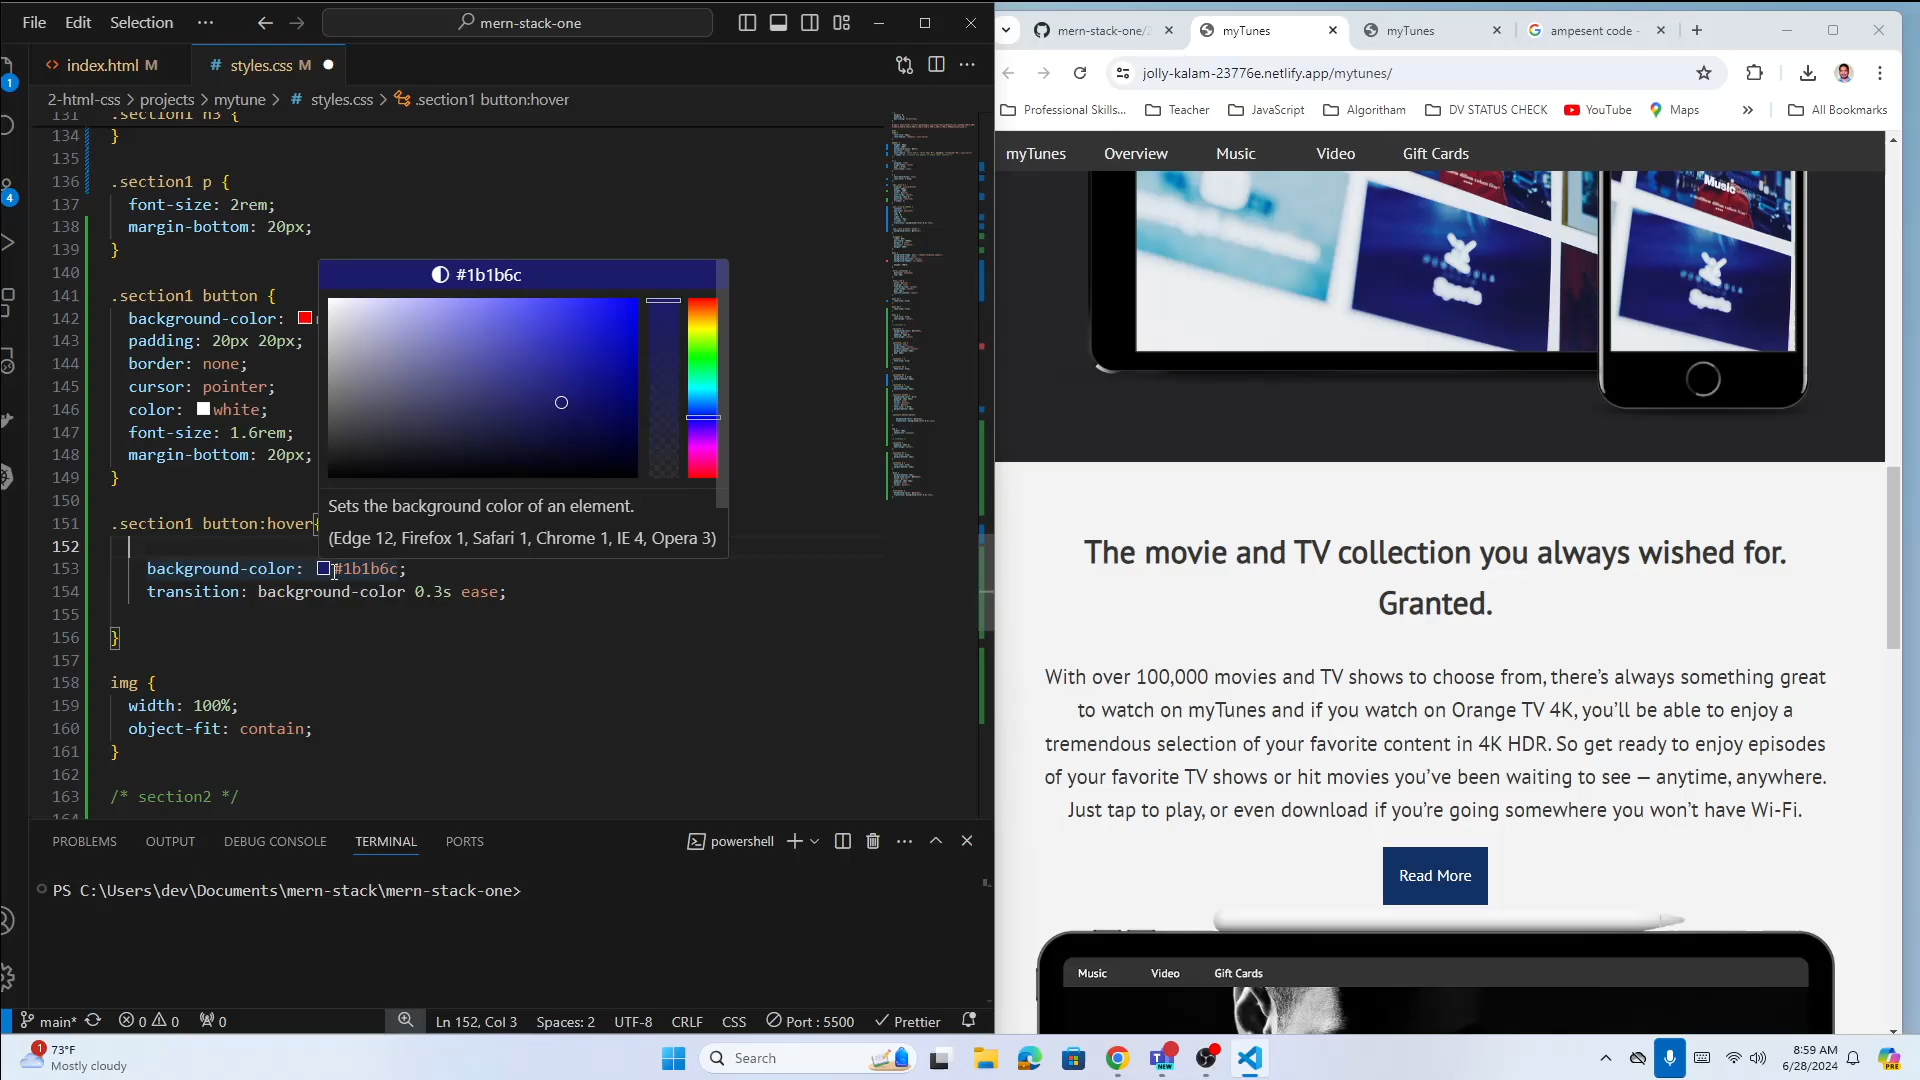 File Edit Selection ··· mern-stack-one
index.html M # styles.css M
2-html-css > projects > mytune > # styles.css > .section1 button:hover
131 .section1 h3 {
134 }
135
136 .section1 p {
137 font-size: 2rem;
138 margin-bottom: 20px;
139 }
140
141 .section1 button {
142 background-color:
143 padding: 20px 20px;
144 border: none;
145 cursor: pointer;
146 color: white;
147 font-size: 1.6rem;
148 margin-bottom: 20px;
149 }
150
151 .section1 button:hover{
152
153 background-color: #1b1b6c;
154 transition: background-color 0.3s ease;
155
156 }
157
158 img {
159 width: 100%;
160 object-fit: contain;
161 }
162
163 /* section2 */
#1b1b6c
Sets the background color of an element.
(Edge 12, Firefox 1, Safari 1, Chrome 1, IE 4, Opera 3)
1
4
PROBLEMS OUTPUT DEBUG CONSOLE TERMINAL PORTS
powershell
PS C:\Users\dev\Documents\mern-stack\mern-stack-one>
main* 0 0 0 Ln 152, Col 3 Spaces: 2 UTF-8 CRLF CSS Port : 5500 Prettier
mern-stack-one/ myTunes myTunes ampesent code -
jolly-kalam-23776e.netlify.app/mytunes/
Professional Skills... Teacher JavaScript Algoritham DV STATUS CHECK YouTube Maps » All Bookmarks
myTunes Overview Music Video Gift Cards
Music
The movie and TV collection you always wished for.
Granted.
With over 100,000 movies and TV shows to choose from, there’s always something great
to watch on myTunes and if you watch on Orange TV 4K, you’ll be able to enjoy a
tremendous selection of your favorite content in 4K HDR. So get ready to enjoy episodes
of your favorite TV shows or hit movies you’ve been waiting to see — anytime, anywhere.
Just tap to play, or even download if you’re going somewhere you won’t have Wi-Fi.
Read More
Music Video Gift Cards
1
73°F
Mostly cloudy
Search
NEW
8:59 AM
6/28/2024
PRE